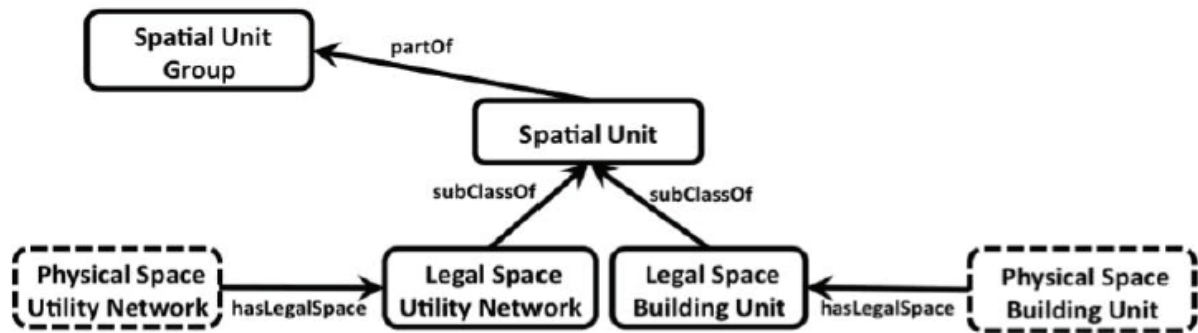 Spatial Unit
Group
partOf
Spatial Unit
subClassOf
subClassOf
Physical Space
Utility Network
hasLegalSpace
Legal Space
Utility Network
Legal Space
Building Unit
hasLegalSpace
Physical Space
Building Unit